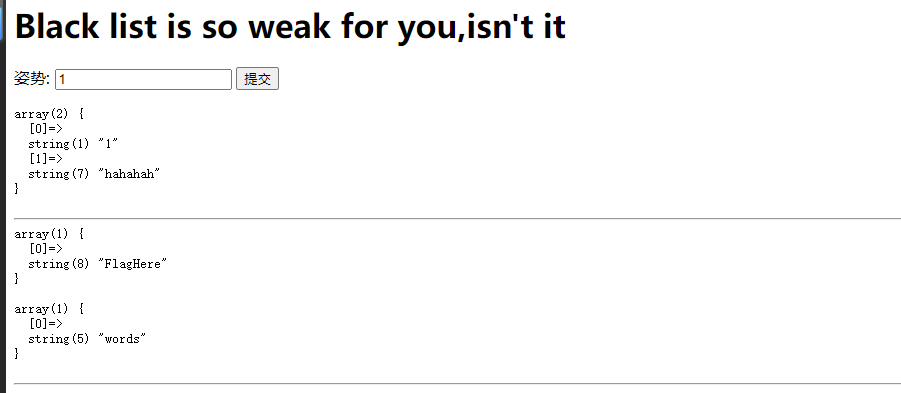 Black list is so weak for you,isn't it
姿势: 1 提交
array(2) {
  [0]=>
  string(1) "1"
  [1]=>
  string(7) "hahahah"
}
array(1) {
  [0]=>
  string(8) "FlagHere"
}
array(1) {
  [0]=>
  string(5) "words"
}